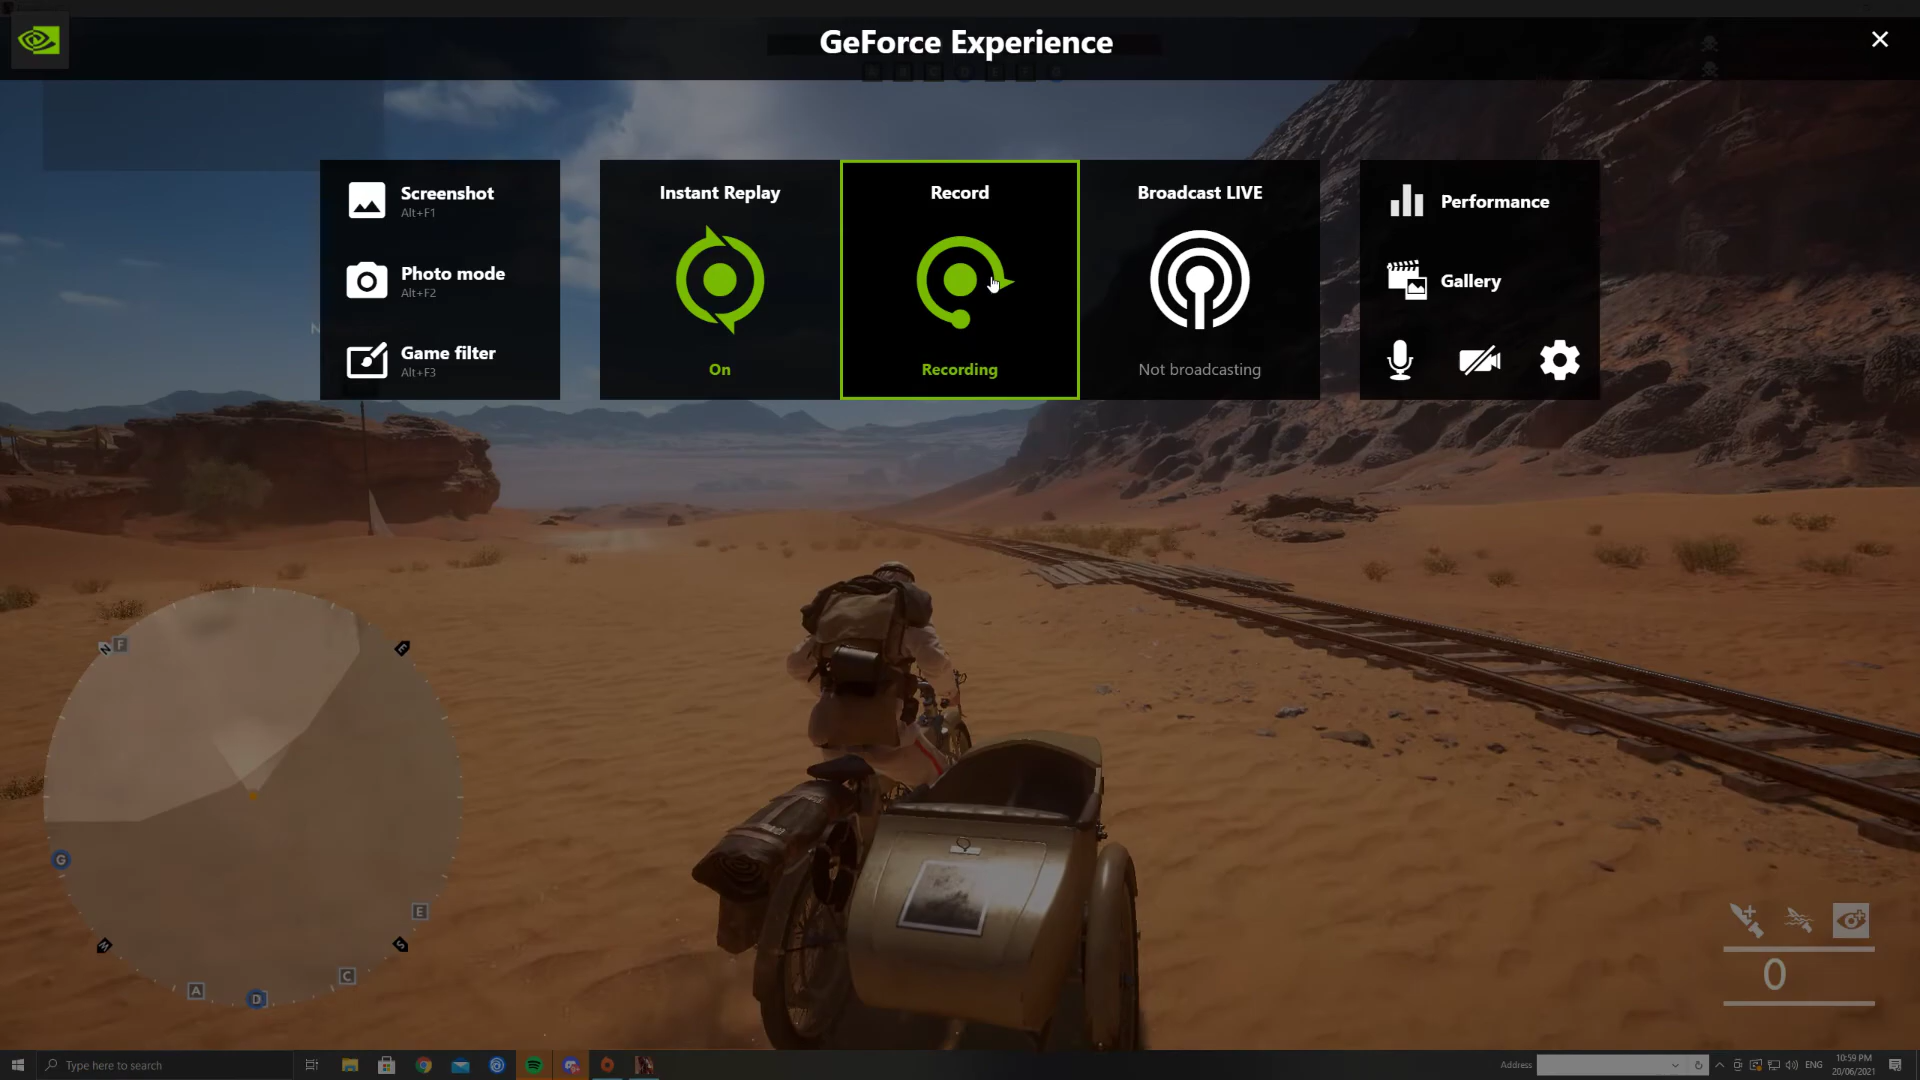 GeForce Experience
Screenshot
Alt+F1
Photo mode
Alt+F2
Game filter
Alt+F3
Instant Replay
On
Record
Recording
Broadcast LIVE
Not broadcasting
Performance
Gallery
N
F
E
G
E
W
S
C
A
D
0
Type here to search
Address
ENG
10:59 PM
20/06/2021